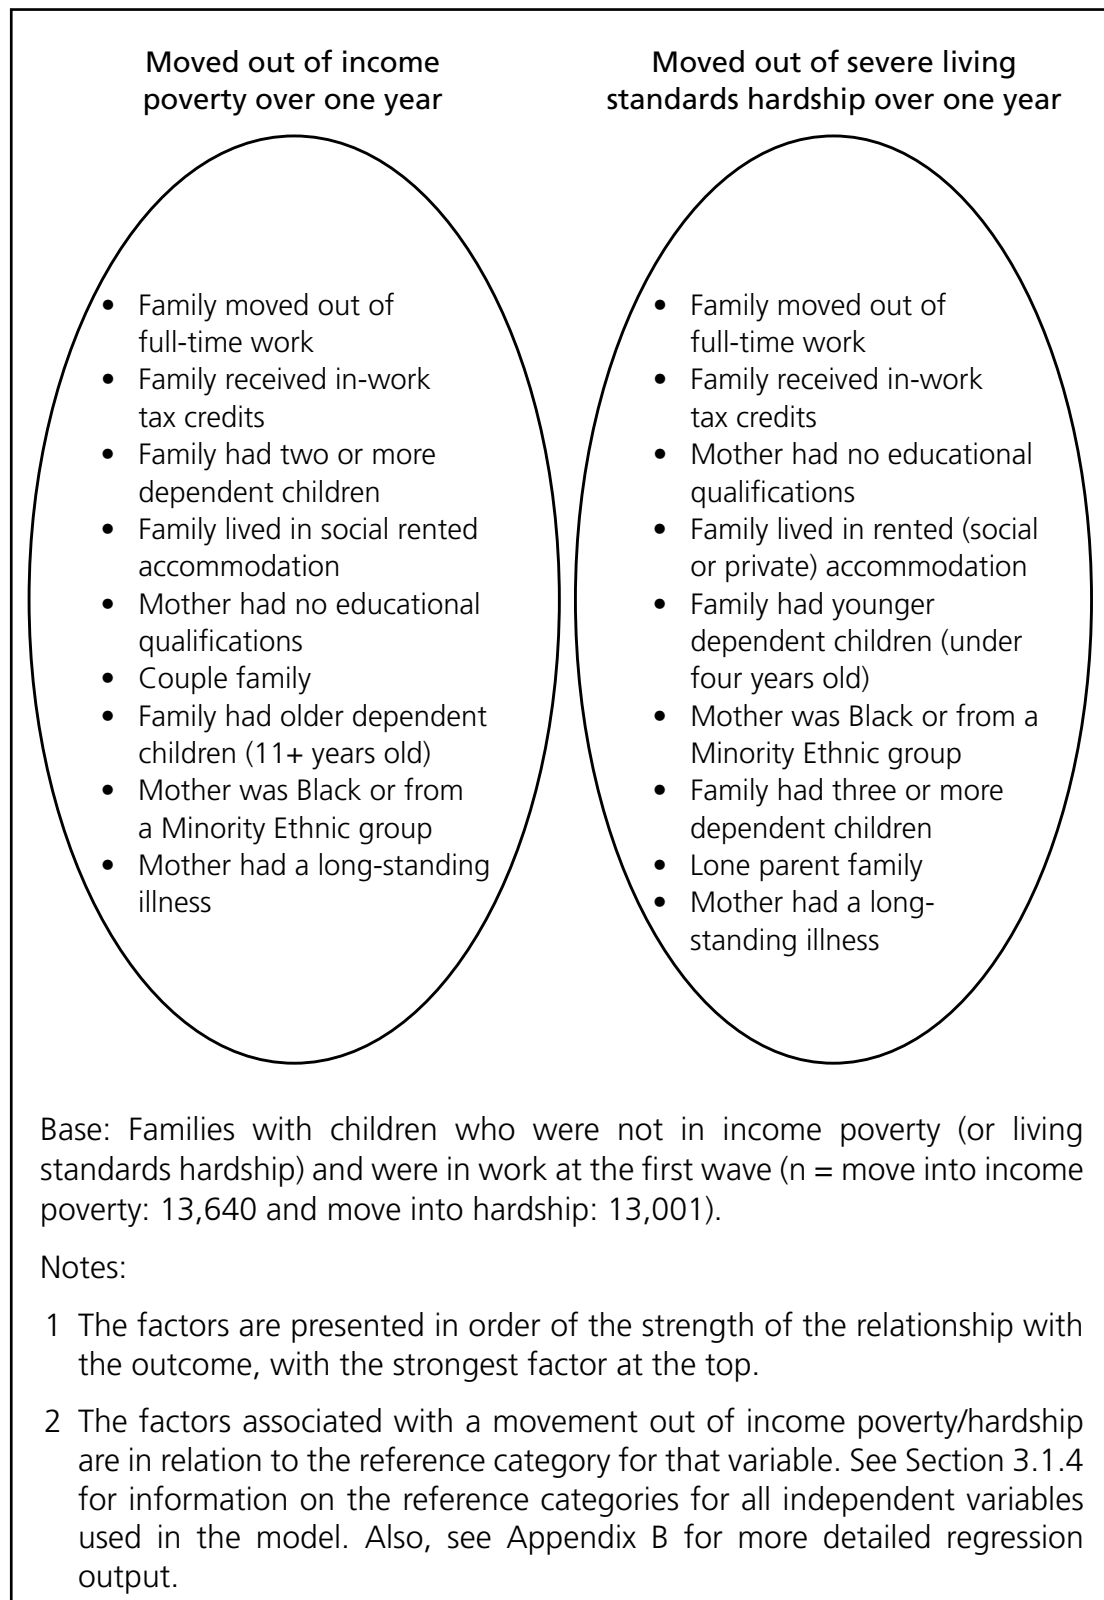 Moved out of income
poverty over one year
• Family moved out of
full-time work
• Family received in-work
tax credits
• Family had two or more
dependent children
• Family lived in social rented
accommodation
• Mother had no educational
qualifications
• Couple family
• Family had older dependent
children (11+ years old)
• Mother was Black or from
a Minority Ethnic group
• Mother had a long-standing
illness
Moved out of severe living
standards hardship over one year
• Family moved out of
full-time work
• Family received in-work
tax credits
• Mother had no educational
qualifications
• Family lived in rented (social
or private) accommodation
• Family had younger
dependent children (under
four years old)
• Mother was Black or from a
Minority Ethnic group
• Family had three or more
dependent children
• Lone parent family
• Mother had a long-
standing illness
Base: Families with children who were not in income poverty (or living
standards hardship) and were in work at the first wave (n = move into income
poverty: 13,640 and move into hardship: 13,001).
Notes:
1 The factors are presented in order of the strength of the relationship with
the outcome, with the strongest factor at the top.
2 The factors associated with a movement out of income poverty/hardship
are in relation to the reference category for that variable. See Section 3.1.4
for information on the reference categories for all independent variables
used in the model. Also, see Appendix B for more detailed regression
output.